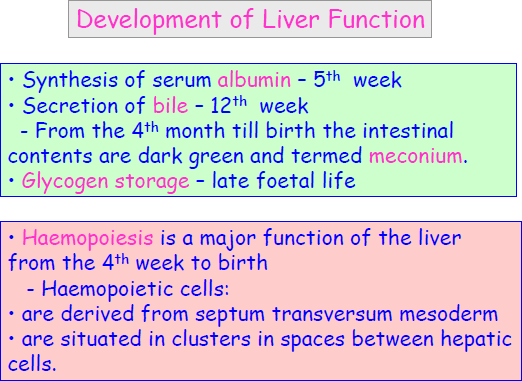 Development of Liver Function
• Synthesis of serum albumin – 5th week
• Secretion of bile – 12th week
- From the 4th month till birth the intestinal
contents are dark green and termed meconium.
• Glycogen storage – late foetal life
• Haemopoiesis is a major function of the liver
from the 4th week to birth
- Haemopoietic cells:
• are derived from septum transversum mesoderm
• are situated in clusters in spaces between hepatic
cells.